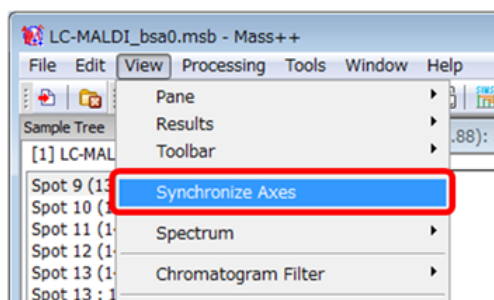 LC-MALDI_bsa0.msb - Mass++
File Edit View Processing Tools Window Help
Sample Tree
.88):
[1] LC-MAL
Pane
Results
Toolbar
Synchronize Axes
Spectrum
Chromatogram Filter
Spot 9 (13
Spot 10 (1
Spot 11 (1
Spot 12 (1
Spot 13 (1
Spot 13 : 1